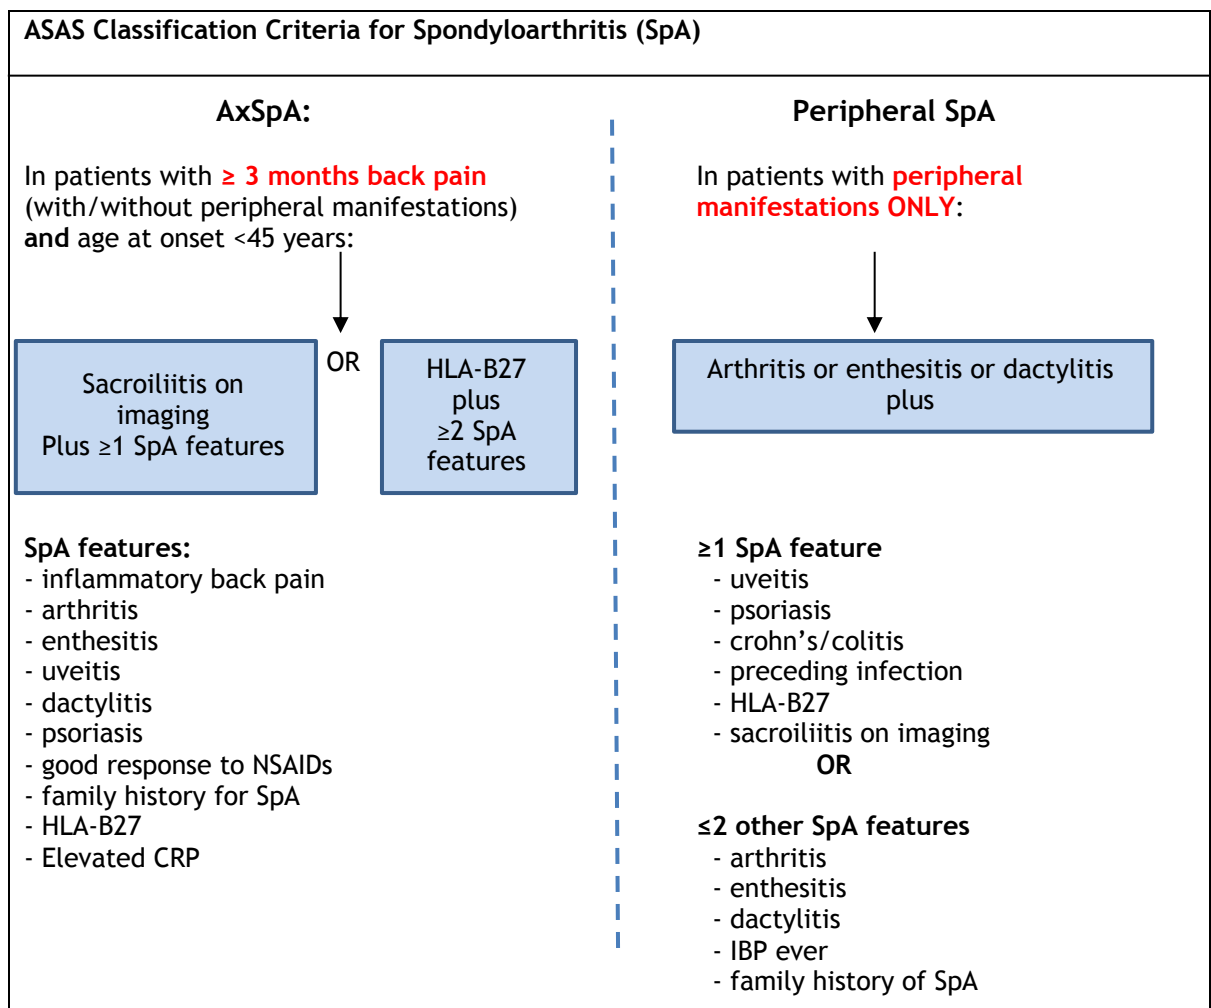 ASAS Classification Criteria for Spondyloarthritis (SpA)
AxSpA:
In patients with ≥ 3 months back pain
(with/without peripheral manifestations)
and age at onset <45 years:
Sacroiliitis on
imaging
Plus ≥1 SpA features
OR
HLA-B27
plus
≥2 SpA
features
SpA features:
- inflammatory back pain
- arthritis
- enthesitis
- uveitis
- dactylitis
- psoriasis
- good response to NSAIDs
- family history for SpA
- HLA-B27
- Elevated CRP
Peripheral SpA
In patients with peripheral
manifestations ONLY:
Arthritis or enthesitis or dactylitis
plus
≥1 SpA feature
- uveitis
- psoriasis
- crohn’s/colitis
- preceding infection
- HLA-B27
- sacroiliitis on imaging
OR
≤2 other SpA features
- arthritis
- enthesitis
- dactylitis
- IBP ever
- family history of SpA